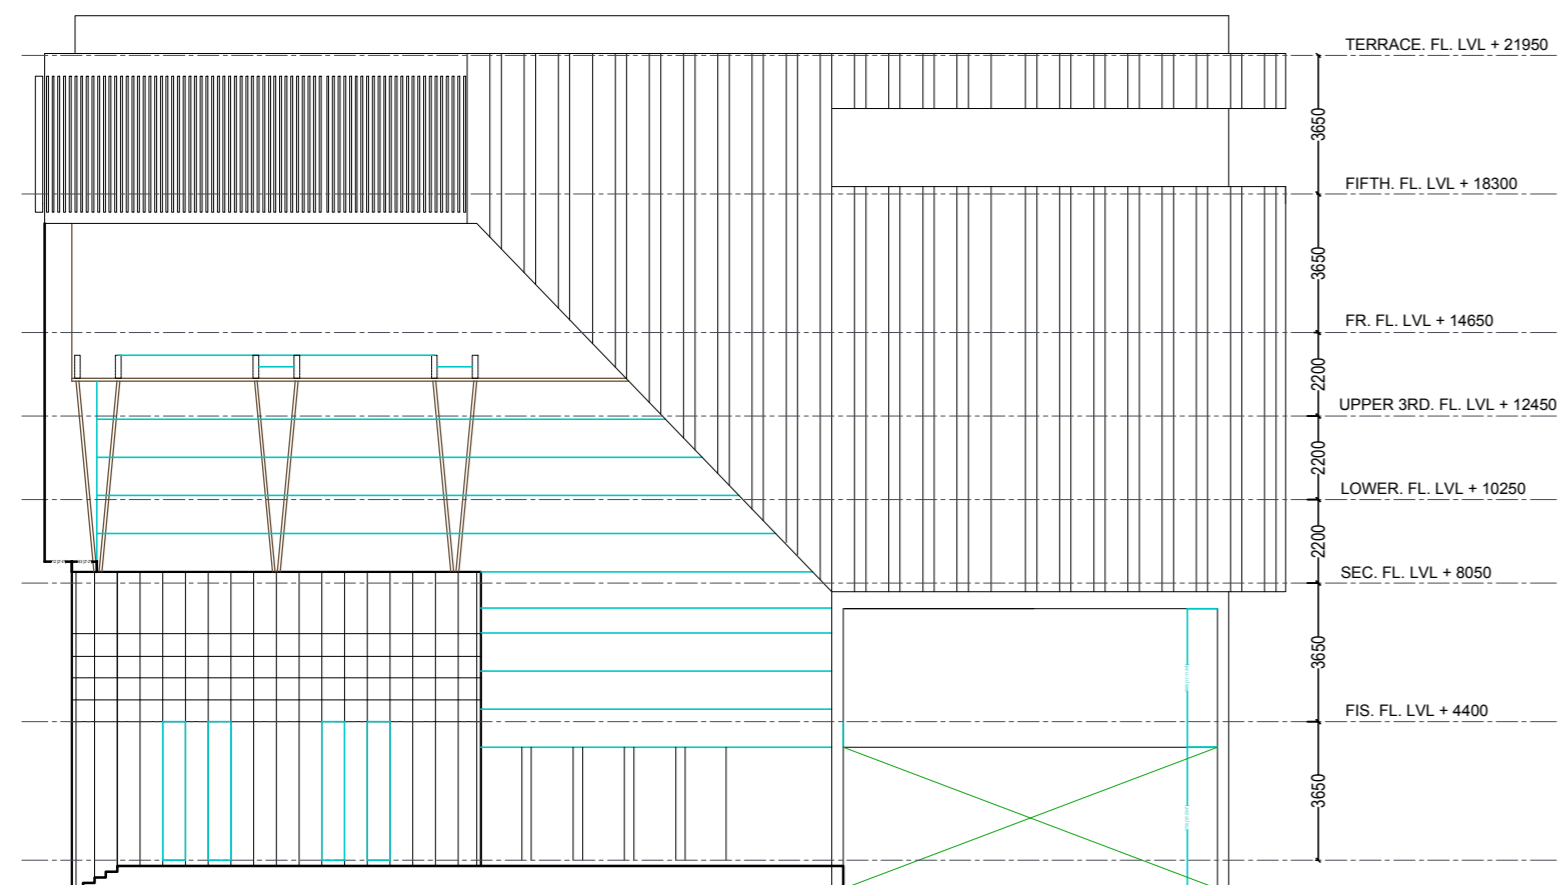 TERRACE. FL. LVL + 21950
3650
FIFTH. FL. LVL + 18300
3650
FR. FL. LVL + 14650
2200
UPPER 3RD. FL. LVL + 12450
2200
LOWER. FL. LVL + 10250
2200
SEC. FL. LVL + 8050
3650
FIS. FL. LVL + 4400
3650